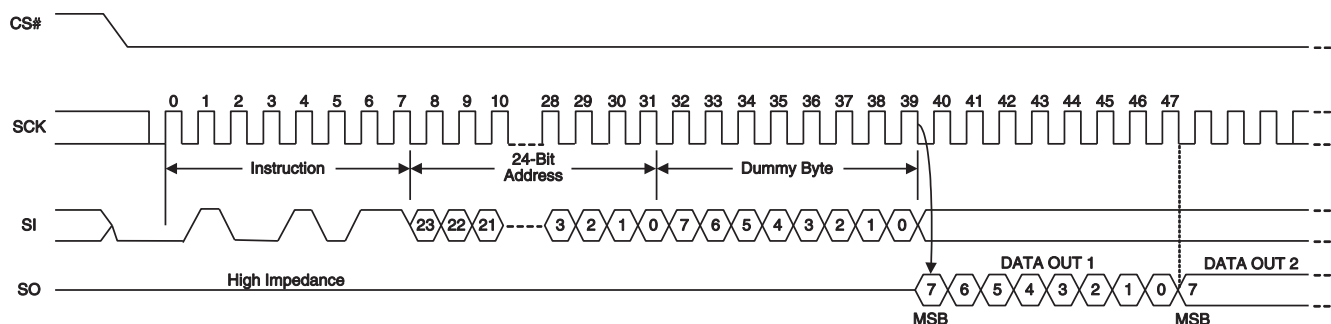 CS#
0 1 2 3 4 5 6 7 8 9 10 28 29 30 31 32 33 34 35 36 37 38 39 40 41 42 43 44 45 46 47
SCK
Instruction
24-Bit
Address
Dummy Byte
SI
23 22 21 3 2 1 0 7 6 5 4 3 2 1 0
High Impedance
DATA OUT 1
DATA OUT 2
SO
7 6 5 4 3 2 1 0 7
MSB
MSB